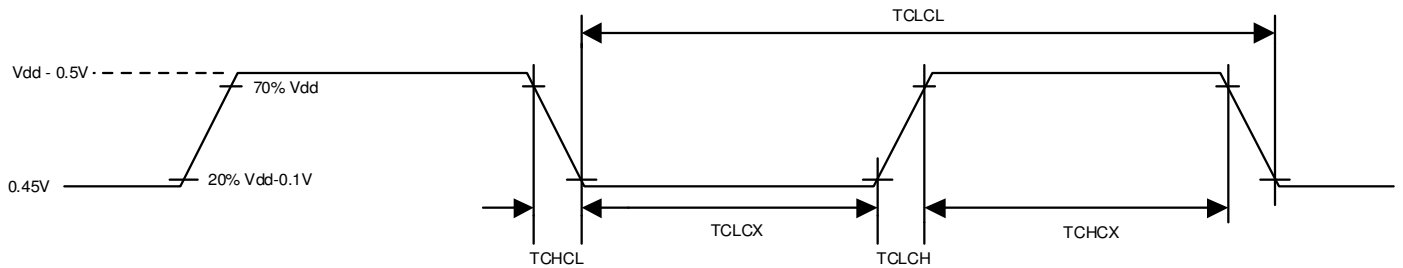 TCLCL
Vdd - 0.5V
70% Vdd
20% Vdd-0.1V
0.45V
TCLCX
TCHCX
TCHCL
TCLCH